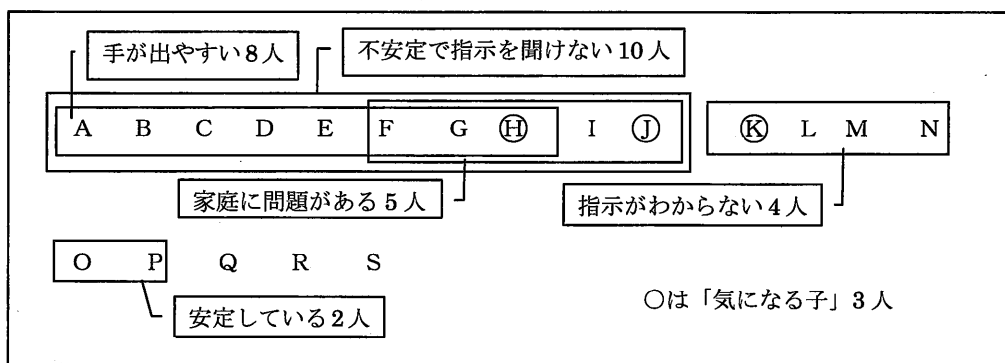 手が出やすい8人
不安定で指示を聞けない10人
A B C D E F G Ⓗ I Ⓙ Ⓚ L M N
家庭に問題がある5人
指示がわからない4人
O P Q R S
安定している2人
○は「気になる子」3人